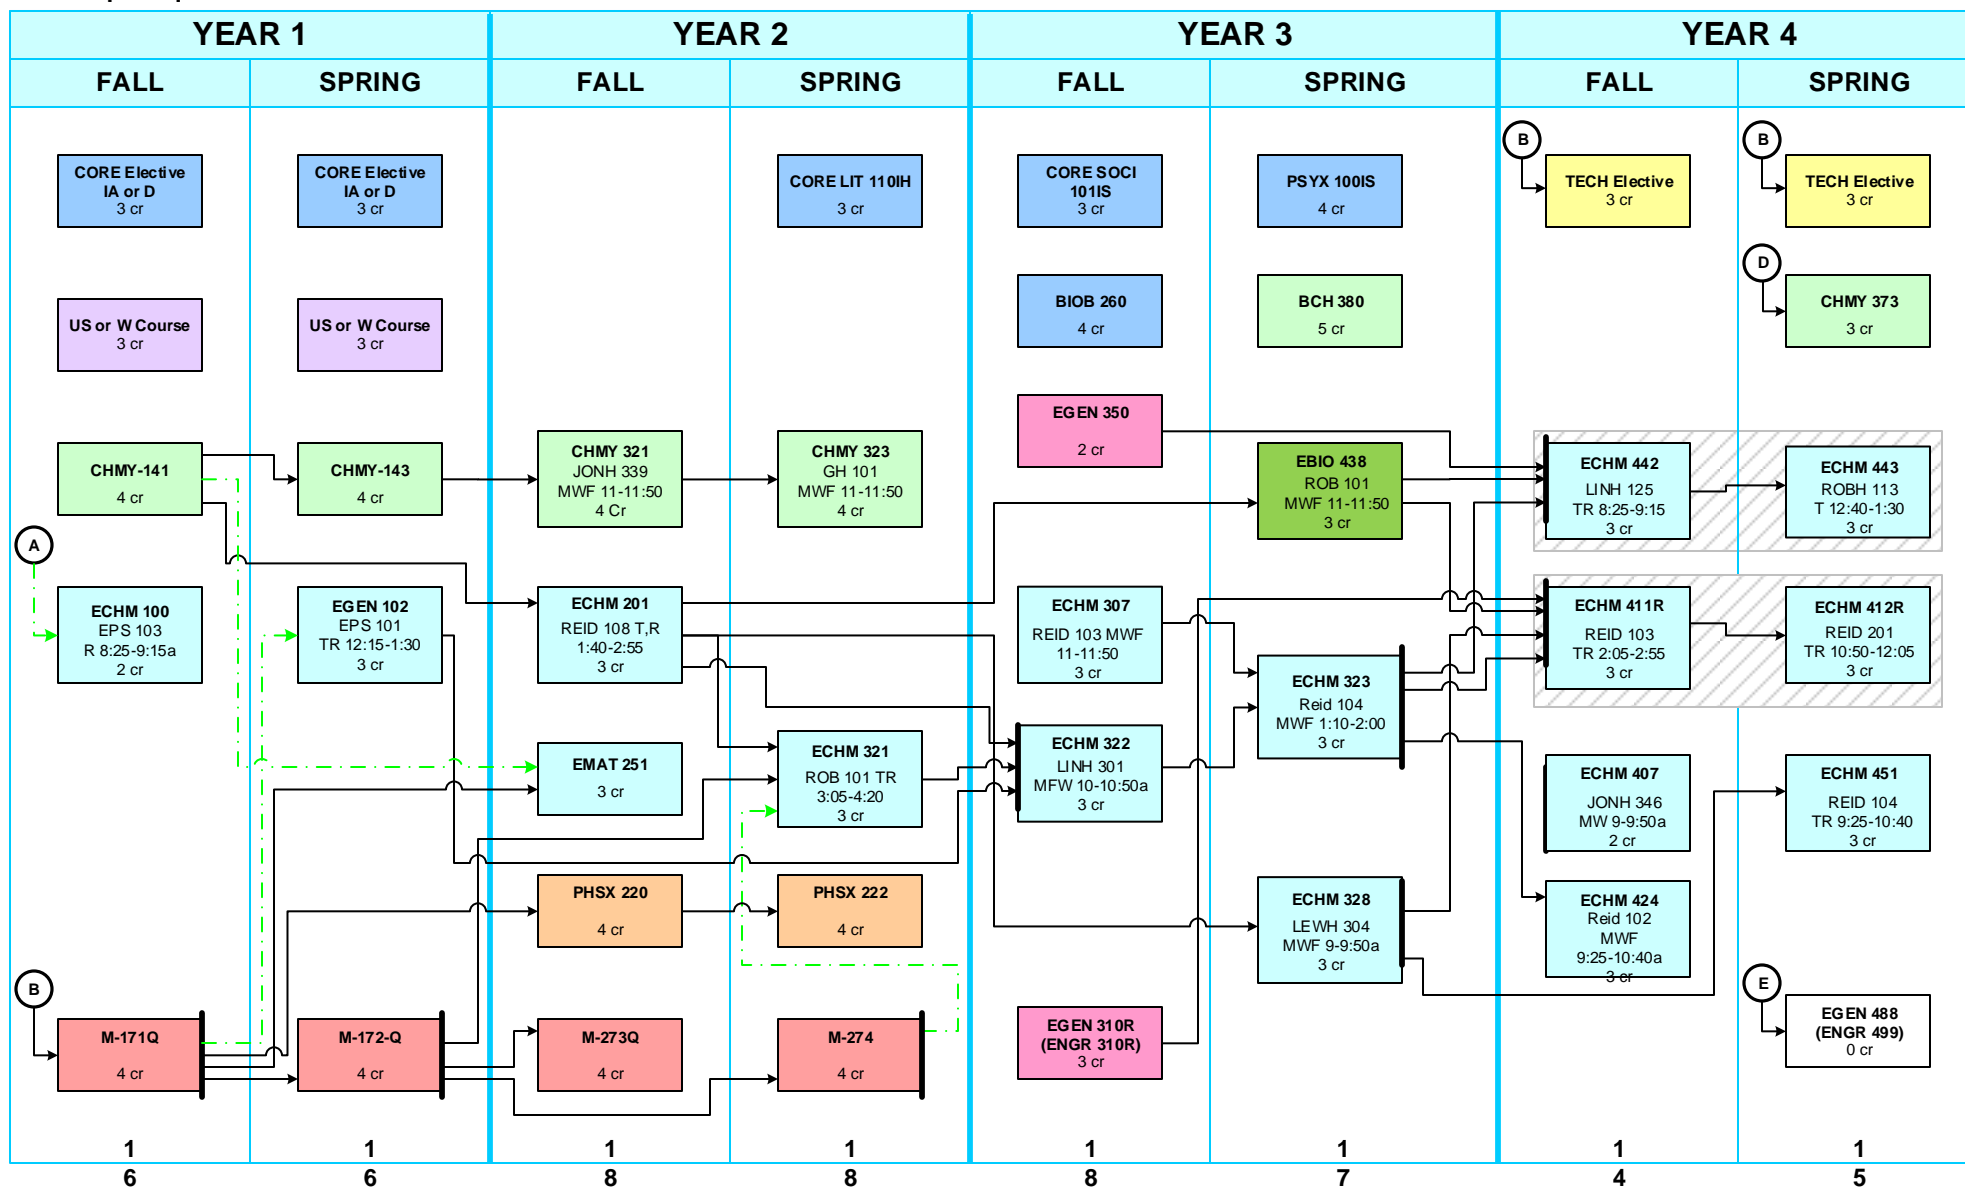 YEAR 1
YEAR 2
YEAR 3
YEAR 4
FALL
SPRING
FALL
SPRING
FALL
SPRING
FALL
SPRING
CORE Elective
IA or D
3 cr
US or W Course
3 cr
CHMY-141
4 cr
A
ECHM 100
EPS 103
R 8:25-9:15a
2 cr
B
M-171Q
4 cr
1
6
CORE Elective
IA or D
3 cr
US or W Course
3 cr
CHMY-143
4 cr
EGEN 102
EPS 101
TR 12:15-1:30
3 cr
M-172-Q
4 cr
1
6
CHMY 321
JONH 339
MWF 11-11:50
4 Cr
ECHM 201
REID 108 T,R
1:40-2:55
3 cr
EMAT 251
3 cr
PHSX 220
4 cr
M-273Q
4 cr
1
8
CORE LIT 110IH
3 cr
CHMY 323
GH 101
MWF 11-11:50
4 cr
ECHM 321
ROB 101 TR
3:05-4:20
3 cr
PHSX 222
4 cr
M-274
4 cr
1
8
CORE SOCI
101IS
3 cr
BIOB 260
4 cr
EGEN 350
2 cr
ECHM 307
REID 103 MWF
11-11:50
3 cr
ECHM 322
LINH 301
MFW 10-10:50a
3 cr
EGEN 310R
(ENGR 310R)
3 cr
1
8
PSYX 100IS
4 cr
BCH 380
5 cr
EBIO 438
ROB 101
MWF 11-11:50
3 cr
ECHM 323
Reid 104
MWF 1:10-2:00
3 cr
ECHM 328
LEWH 304
MWF 9-9:50a
3 cr
1
7
B
TECH Elective
3 cr
ECHM 442
LINH 125
TR 8:25-9:15
3 cr
ECHM 411R
REID 103
TR 2:05-2:55
3 cr
ECHM 407
JONH 346
MW 9-9:50a
2 cr
ECHM 424
Reid 102
MWF
9:25-10:40a
3 cr
1
4
B
TECH Elective
3 cr
D
CHMY 373
3 cr
ECHM 443
ROBH 113
T 12:40-1:30
3 cr
ECHM 412R
REID 201
TR 10:50-12:05
3 cr
ECHM 451
REID 104
TR 9:25-10:40
3 cr
E
EGEN 488
(ENGR 499)
0 cr
1
5